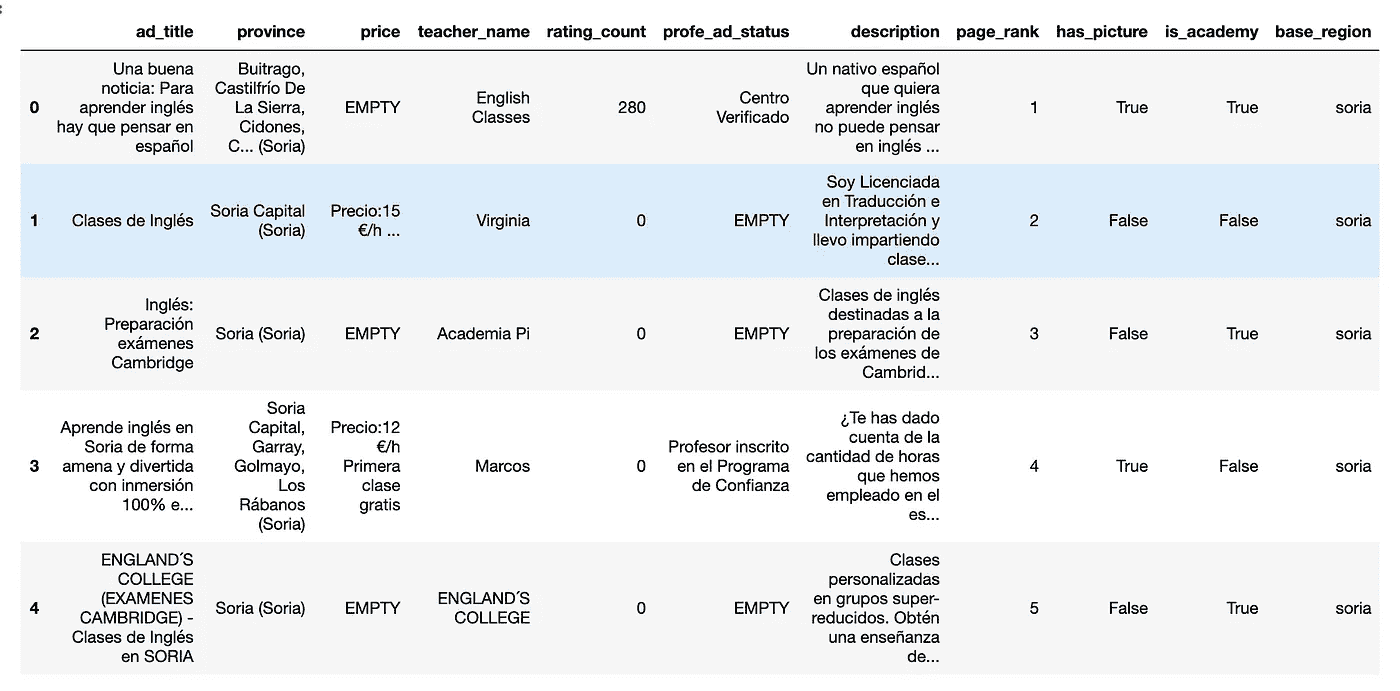 ad_title province price teacher_name rating_count profe_ad_status description page_rank has_picture is_academy base_region
0
Una buena
noticia: Para
aprender inglés
hay que pensar en
español
Buitrago,
Castilfrío De
La Sierra,
Cidones,
C... (Soria)
EMPTY
English
Classes
280
Centro
Verificado
Un nativo español
que quiera
aprender inglés
no puede pensar
en inglés ...
1
True
True
soria
1
Clases de Inglés
Soria Capital
(Soria)
Precio:15
€/h ...
Virginia
0
EMPTY
Soy Licenciada
en Traducción e
Interpretación y
llevo impartiendo
clase...
2
False
False
soria
2
Inglés:
Preparación
exámenes
Cambridge
Soria (Soria)
EMPTY
Academia Pi
0
EMPTY
Clases de inglés
destinadas a la
preparación de
los exámenes de
Cambrid...
3
False
True
soria
3
Aprende inglés en
Soria de forma
amena y divertida
con inmersión
100% e...
Soria
Capital,
Garray,
Golmayo,
Los
Rábanos
(Soria)
Precio:12
€/h
Primera
clase
gratis
Marcos
0
Profesor inscrito
en el Programa
de Confianza
¿Te has dado
cuenta de la
cantidad de horas
que hemos
empleado en el
es...
4
True
False
soria
4
ENGLAND´S
COLLEGE
(EXAMENES
CAMBRIDGE) -
Clases de Inglés
en SORIA
Soria (Soria)
EMPTY
ENGLAND´S
COLLEGE
0
EMPTY
Clases
personalizadas
en grupos super-
reducidos. Obtén
una enseñanza
de...
5
False
True
soria